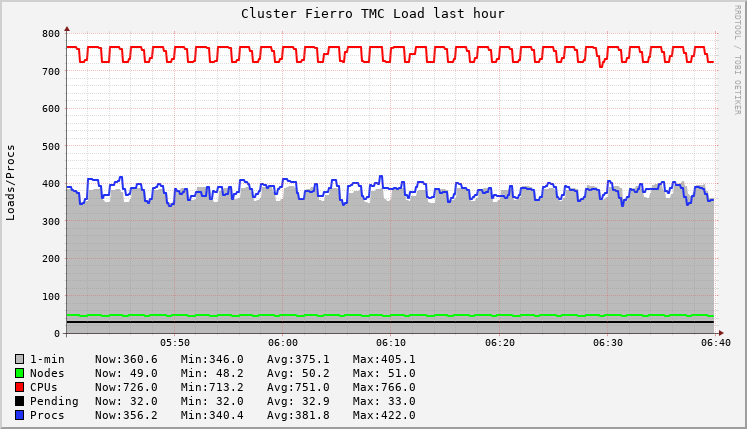 Cluster Fierro TMC Load last hour
RRDTOOL / TOBI OETIKER
Loads/Procs
800
700
600
500
400
300
200
100
0
05:50 06:00 06:10 06:20 06:30 06:40
1-min Now:360.6 Min:346.0 Avg:375.1 Max:405.1
Nodes Now: 49.0 Min: 48.2 Avg: 50.2 Max: 51.0
CPUs Now:726.0 Min:713.2 Avg:751.0 Max:766.0
Pending Now: 32.0 Min: 32.0 Avg: 32.9 Max: 33.0
Procs Now:356.2 Min:340.4 Avg:381.8 Max:422.0